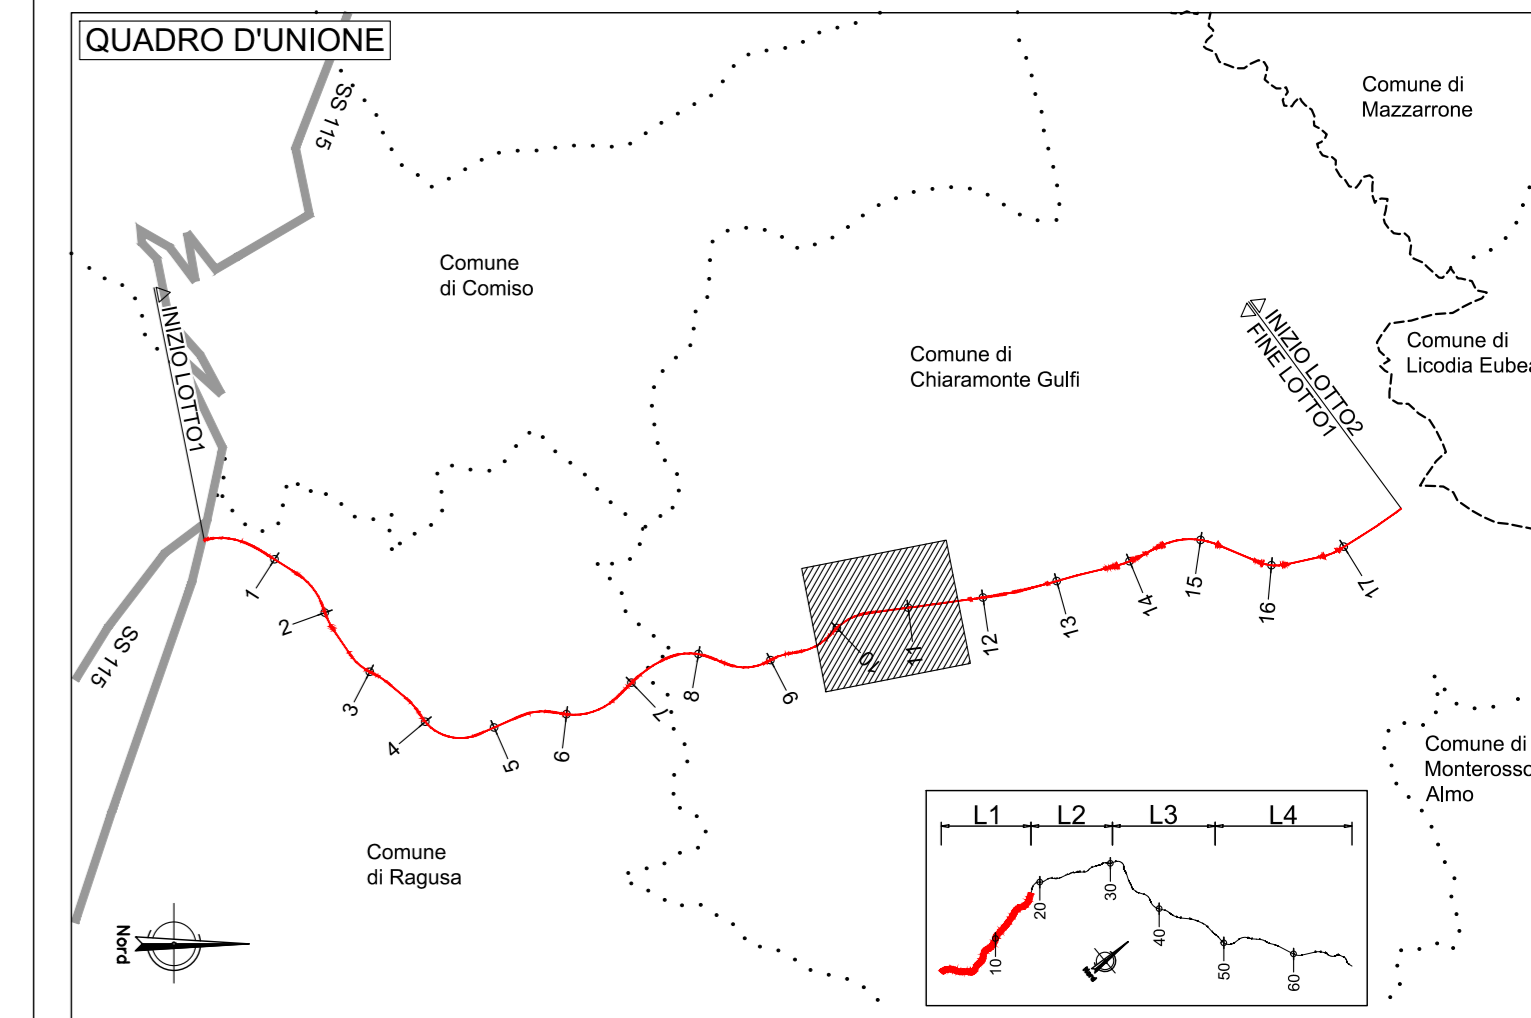 QUADRO D'UNIONE
SS 115
Comune di
Mazzarrone
Comune
di Comiso
INIZIO LOTTO1
Comune di
Chiaramonte Gulfi
INIZIO LOTTO2
FINE LOTTO1
Comune di
Licodia Eubea
1
2
3
4
5
6
7
8
9
10
11
12
13
14
15
16
17
SS 115
Comune di
Monterosso
Almo
Comune
di Ragusa
Nord
L1 L2 L3 L4
10
20
30
40
50
60